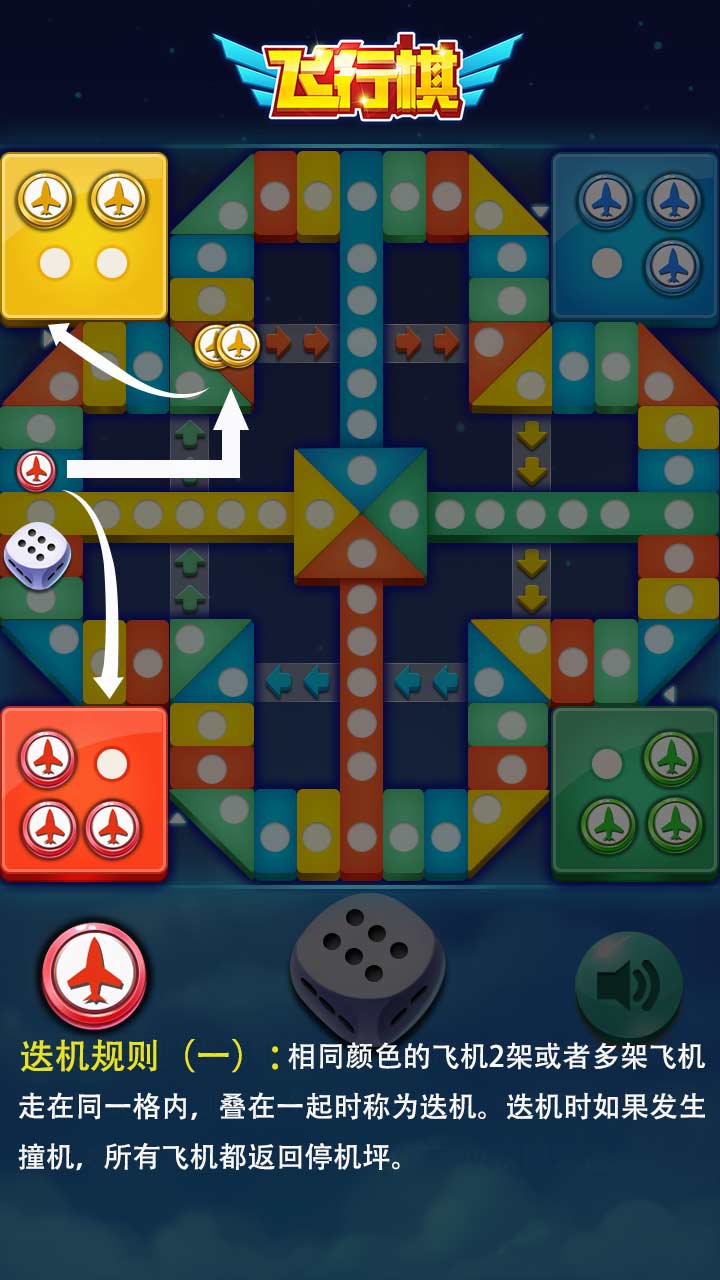 飞行棋
迭机规则（一）：相同颜色的飞机2架或者多架飞机
走在同一格内，叠在一起时称为迭机。迭机时如果发生
撞机，所有飞机都返回停机坪。